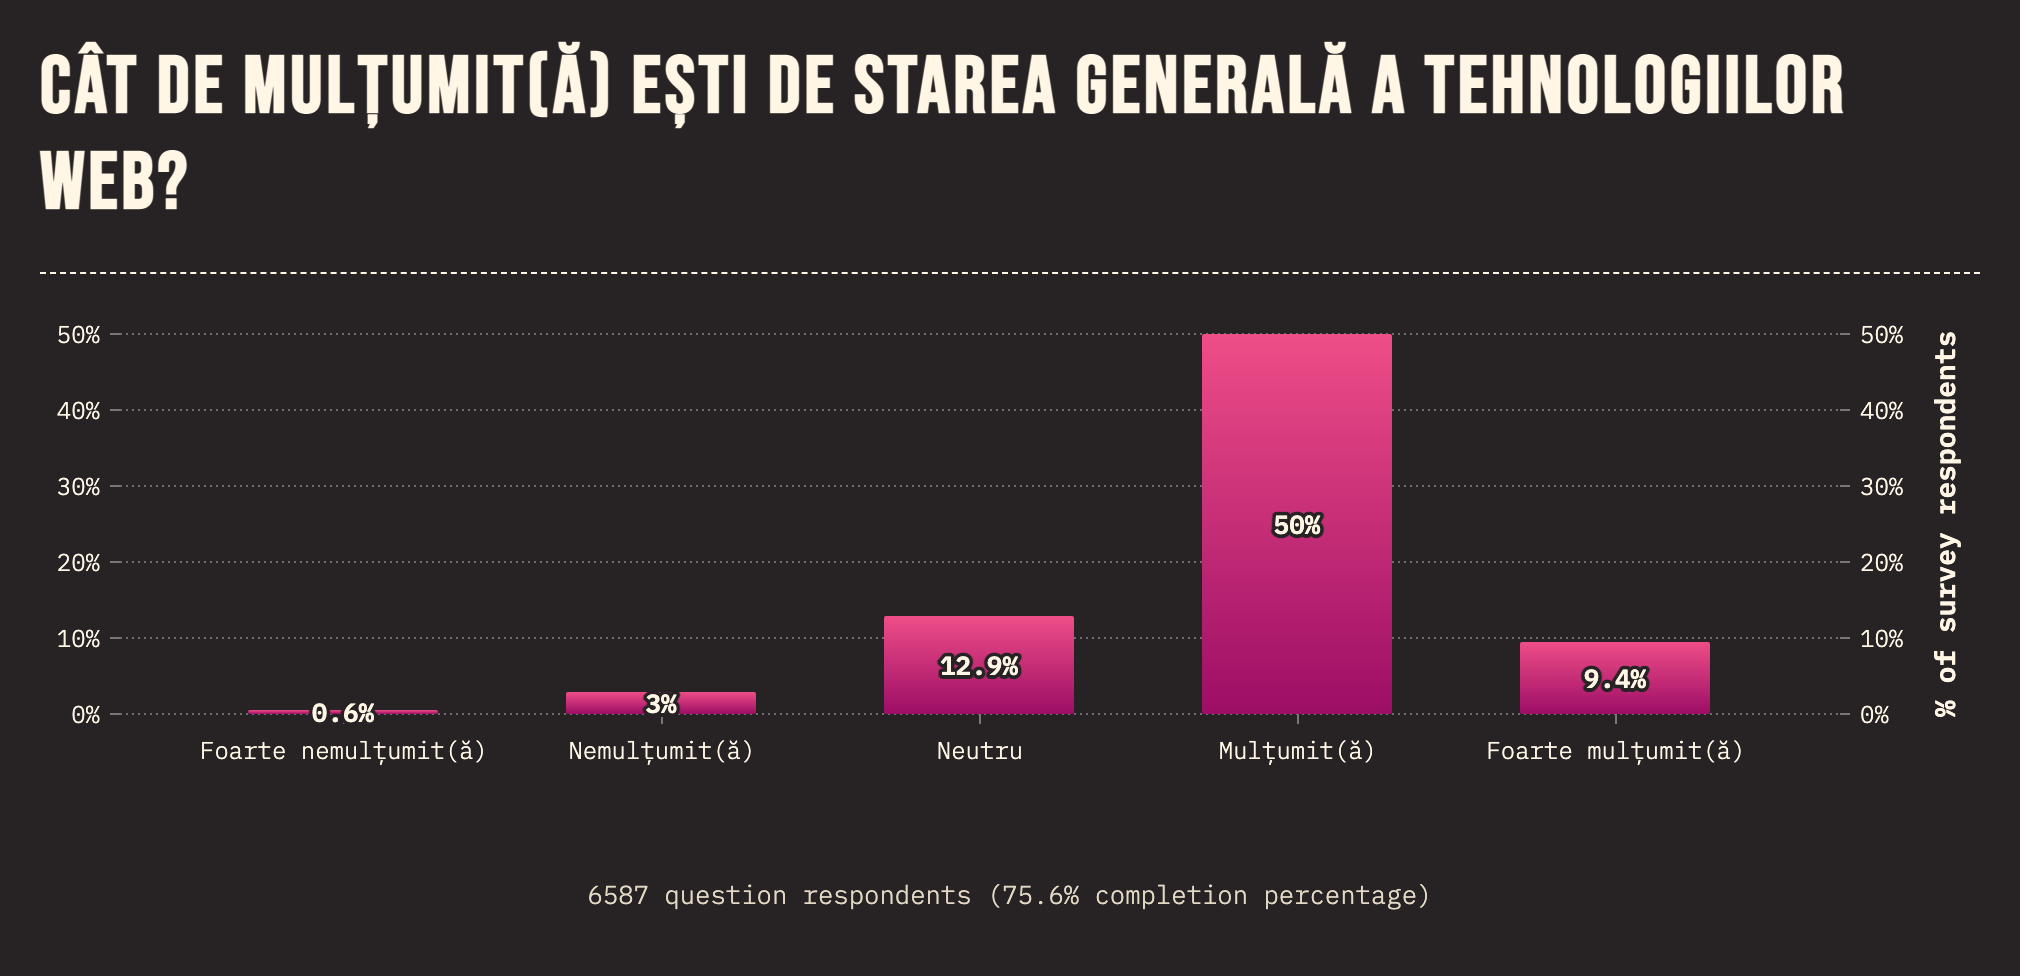 CÂT DE MULȚUMIT(Ă) EȘTI DE STAREA GENERALĂ A TEHNOLOGIILOR
WEB?
50%
40%
30%
20%
10%
0%
50%
40%
30%
20%
10%
0%
% of survey respondents
0.6%
3%
12.9%
50%
9.4%
Foarte nemulțumit(ă)
Nemulțumit(ă)
Neutru
Mulțumit(ă)
Foarte mulțumit(ă)
6587 question respondents (75.6% completion percentage)